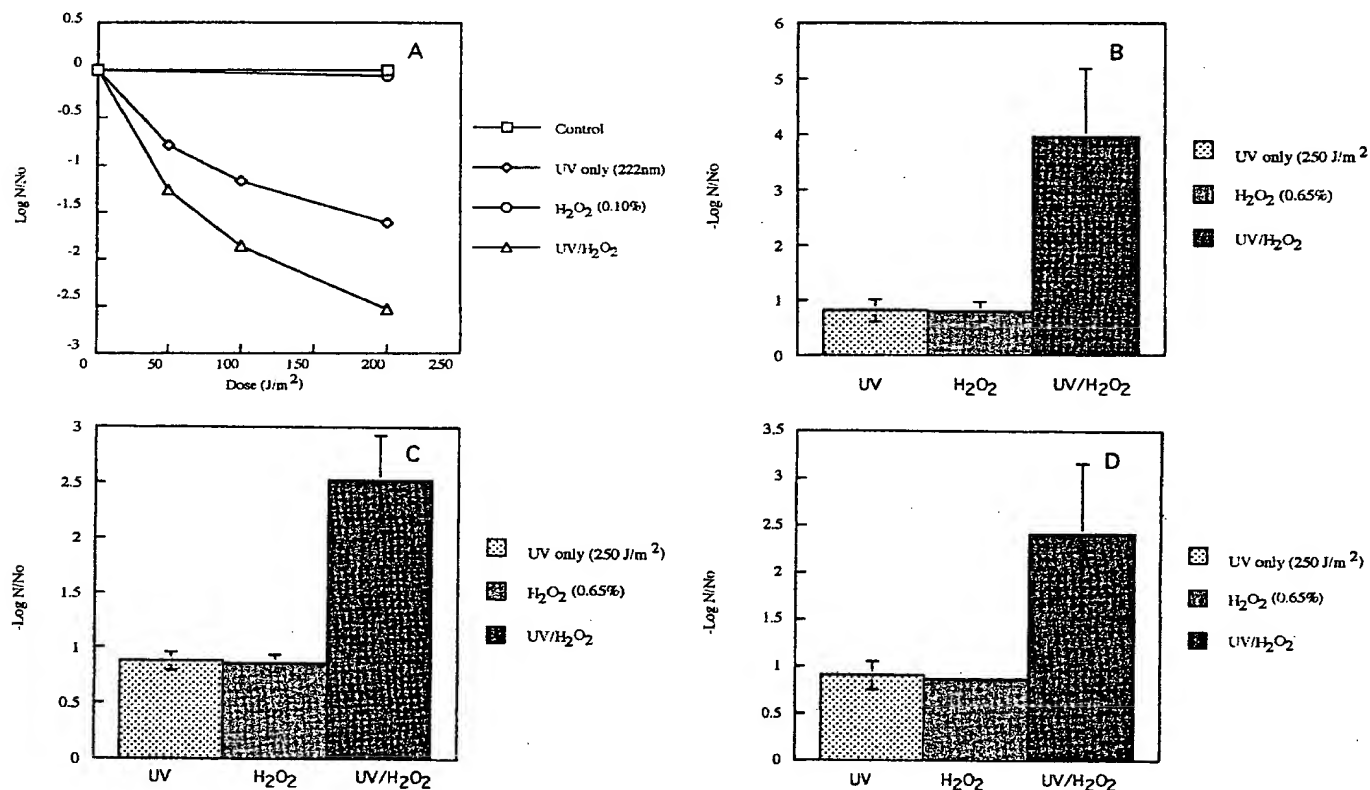 A
0.5
0
-0.5
-1
-1.5
-2
-2.5
-3
Log N/No
0 50 100 150 200 250
Dose (J/m²)
Control
UV only (222nm)
H₂O₂ (0.10%)
UV/H₂O₂
B
6
5
4
3
2
1
0
-Log N/No
UV H₂O₂ UV/H₂O₂
UV only (250 J/m²
H₂O₂ (0.65%)
UV/H₂O₂
C
3
2.5
2
1.5
1
0.5
0
-Log N/No
UV H₂O₂ UV/H₂O₂
UV only (250 J/m²)
H₂O₂ (0.65%)
UV/H₂O₂
D
3.5
3
2.5
2
1.5
1
0.5
0
-Log N/No
UV H₂O₂ UV/H₂O₂
UV only (250 J/m²)
H₂O₂ (0.65%)
UV/H₂O₂